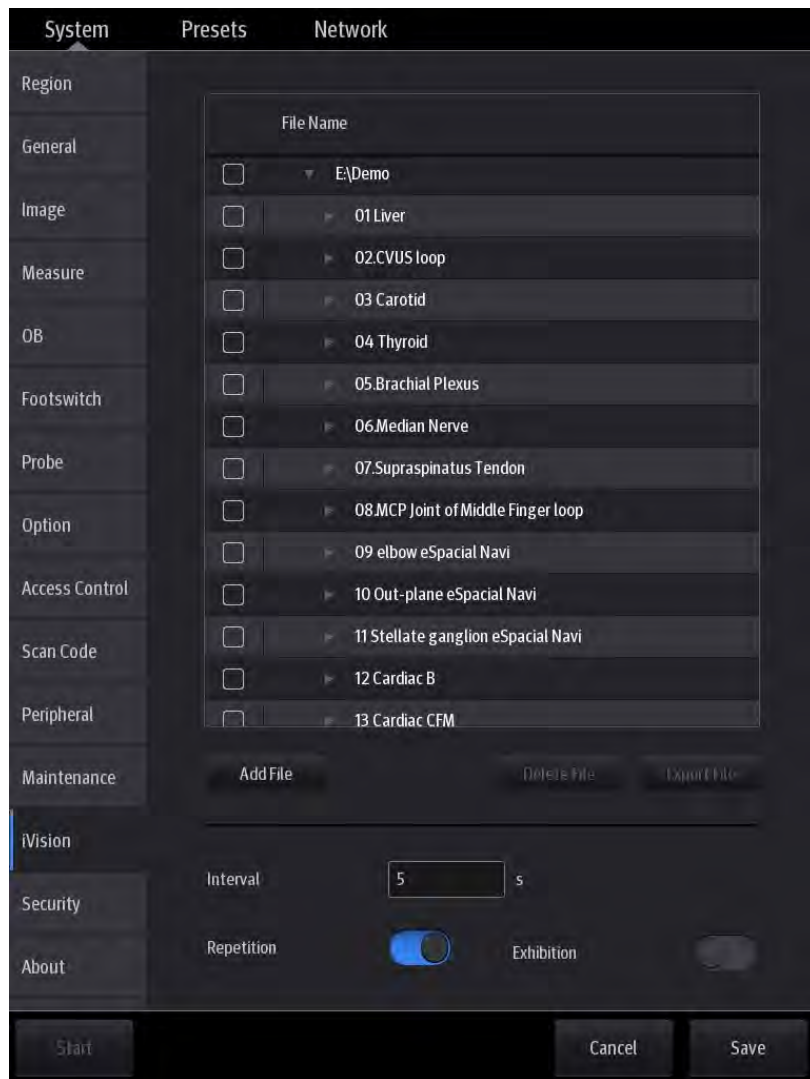 System Presets Network
Region
General
Image
Measure
OB
Footswitch
Probe
Option
Access Control
Scan Code
Peripheral
Maintenance
iVision
Security
About
File Name
E:\Demo
01 Liver
02.CVUS loop
03 Carotid
04 Thyroid
05.Brachial Plexus
06.Median Nerve
07.Supraspinatus Tendon
08.MCP Joint of Middle Finger loop
09 elbow eSpacial Navi
10 Out-plane eSpacial Navi
11 Stellate ganglion eSpacial Navi
12 Cardiac B
13 Cardiac CFM
Add File Delete File Export File
Interval 5 s
Repetition Exhibition
Start Cancel Save